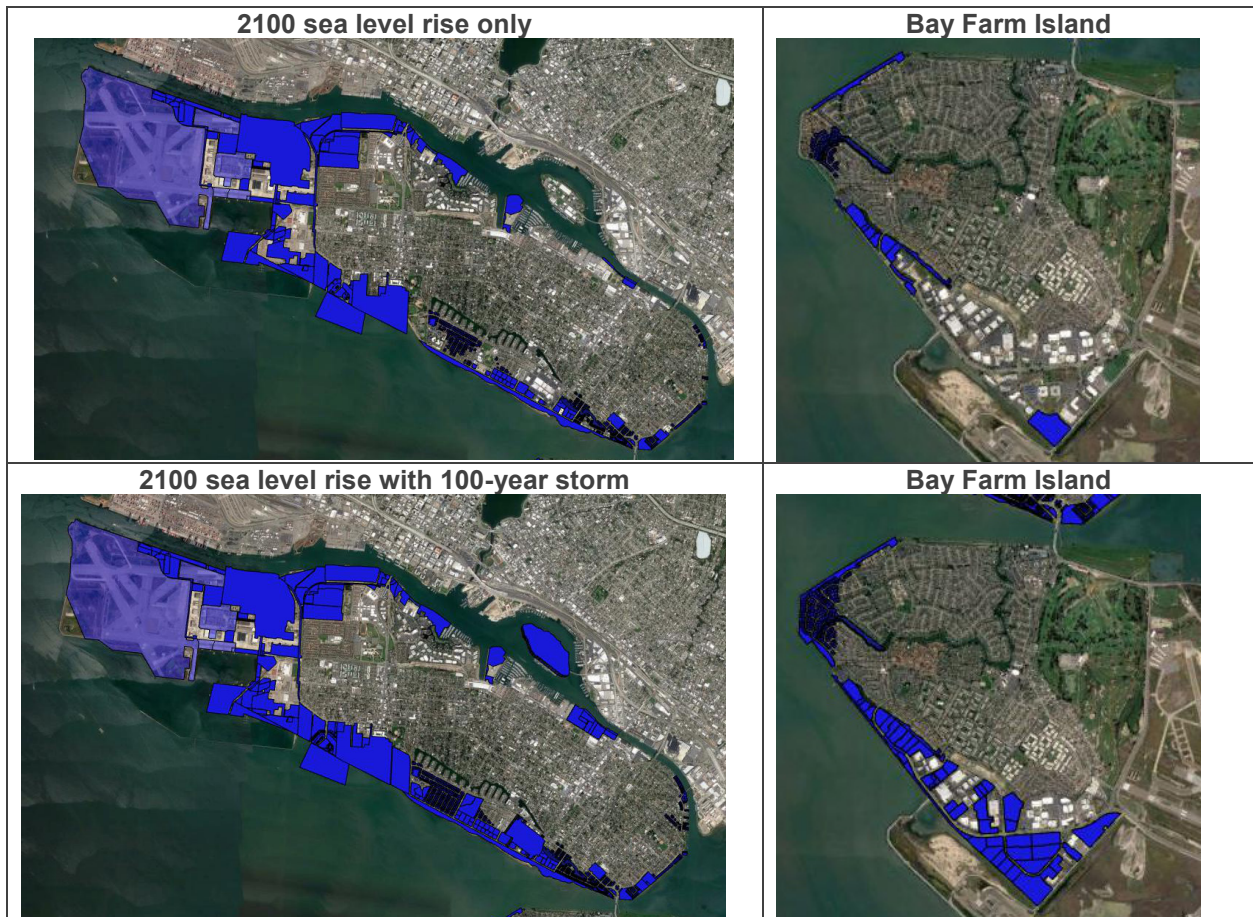 2100 sea level rise only
Bay Farm Island
2100 sea level rise with 100-year storm
Bay Farm Island